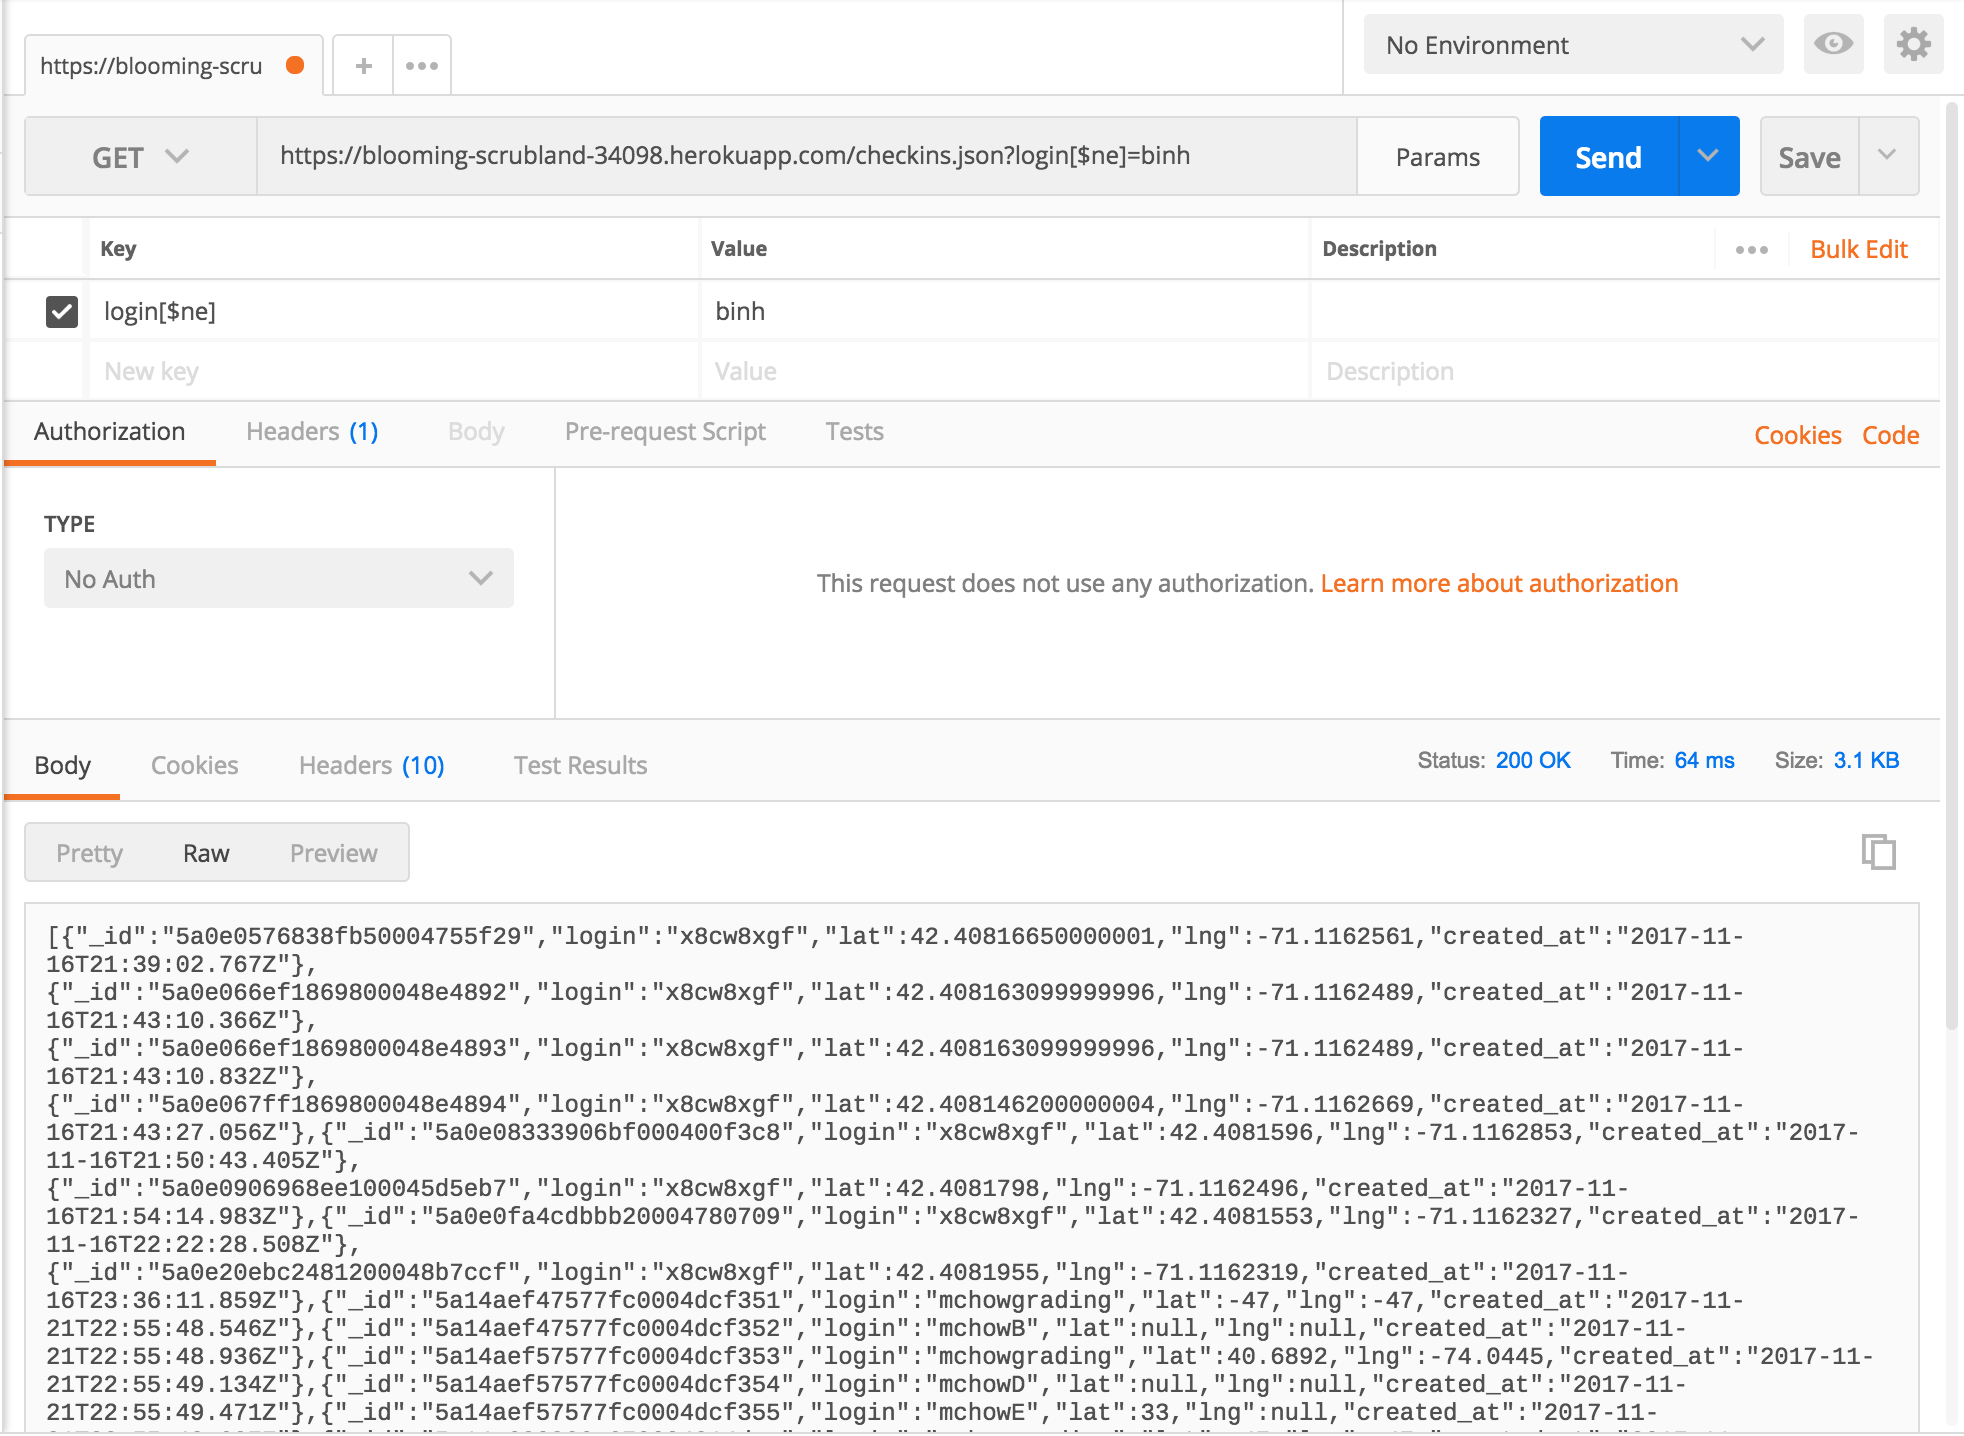 https://blooming-scru
No Environment
GET https://blooming-scrubland-34098.herokuapp.com/checkins.json?login[$ne]=binh Params Send Save
Key Value Description Bulk Edit
login[$ne] binh
New key Value Description
Authorization Headers (1) Body Pre-request Script Tests Cookies Code
TYPE
No Auth
This request does not use any authorization. Learn more about authorization
Body Cookies Headers (10) Test Results Status: 200 OK Time: 64 ms Size: 3.1 KB
Pretty Raw Preview
[{"_id":"5a0e0576838fb50004755f29","login":"x8cw8xgf","lat":42.40816650000001,"lng":-71.1162561,"created_at":"2017-11-
16T21:39:02.767Z"},
{"_id":"5a0e066ef1869800048e4892","login":"x8cw8xgf","lat":42.408163099999996,"lng":-71.1162489,"created_at":"2017-11-
16T21:43:10.366Z"},
{"_id":"5a0e066ef1869800048e4893","login":"x8cw8xgf","lat":42.408163099999996,"lng":-71.1162489,"created_at":"2017-11-
16T21:43:10.832Z"},
{"_id":"5a0e067ff1869800048e4894","login":"x8cw8xgf","lat":42.408146200000004,"lng":-71.1162669,"created_at":"2017-11-
16T21:43:27.056Z"},{"_id":"5a0e08333906bf000400f3c8","login":"x8cw8xgf","lat":42.4081596,"lng":-71.1162853,"created_at":"2017-
11-16T21:50:43.405Z"},
{"_id":"5a0e0906968ee100045d5eb7","login":"x8cw8xgf","lat":42.4081798,"lng":-71.1162496,"created_at":"2017-11-
16T21:54:14.983Z"},{"_id":"5a0e0fa4cdbbb20004780709","login":"x8cw8xgf","lat":42.4081553,"lng":-71.1162327,"created_at":"2017-
11-16T22:22:28.508Z"},
{"_id":"5a0e20ebc2481200048b7ccf","login":"x8cw8xgf","lat":42.4081955,"lng":-71.1162319,"created_at":"2017-11-
16T23:36:11.859Z"},{"_id":"5a14aef47577fc0004dcf351","login":"mchowgrading","lat":-47,"lng":-47,"created_at":"2017-11-
21T22:55:48.546Z"},{"_id":"5a14aef47577fc0004dcf352","login":"mchowB","lat":null,"lng":null,"created_at":"2017-11-
21T22:55:48.936Z"},{"_id":"5a14aef57577fc0004dcf353","login":"mchowgrading","lat":40.6892,"lng":-74.0445,"created_at":"2017-11-
21T22:55:49.134Z"},{"_id":"5a14aef57577fc0004dcf354","login":"mchowD","lat":null,"lng":null,"created_at":"2017-11-
21T22:55:49.471Z"},{"_id":"5a14aef57577fc0004dcf355","login":"mchowE","lat":33,"lng":null,"created_at":"2017-11-